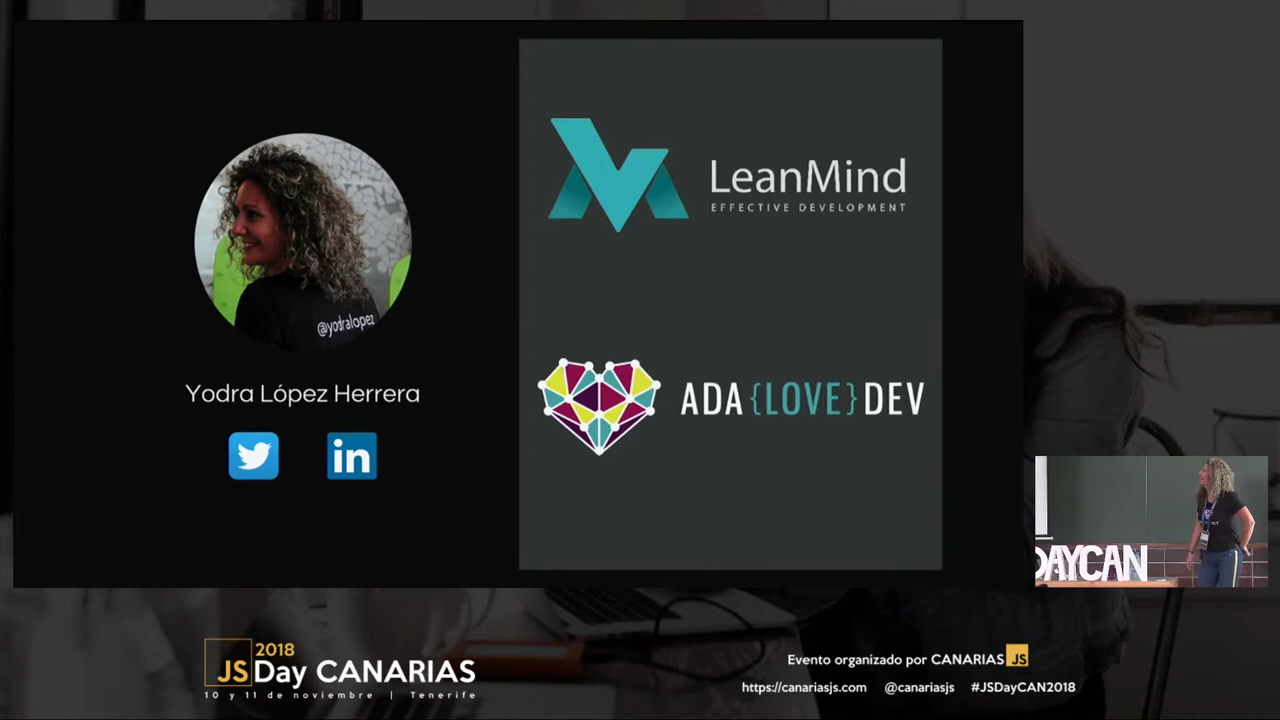 @yodralopez
Yodra López Herrera
in
LeanMind
EFFECTIVE DEVELOPMENT
ADA {LOVE} DEV
DAYCAN
2018
JS Day CANARIAS
10 y 11 de noviembre | Tenerife
Evento organizado por CANARIAS JS
https://canariasjs.com @canariasjs #JSDayCAN2018